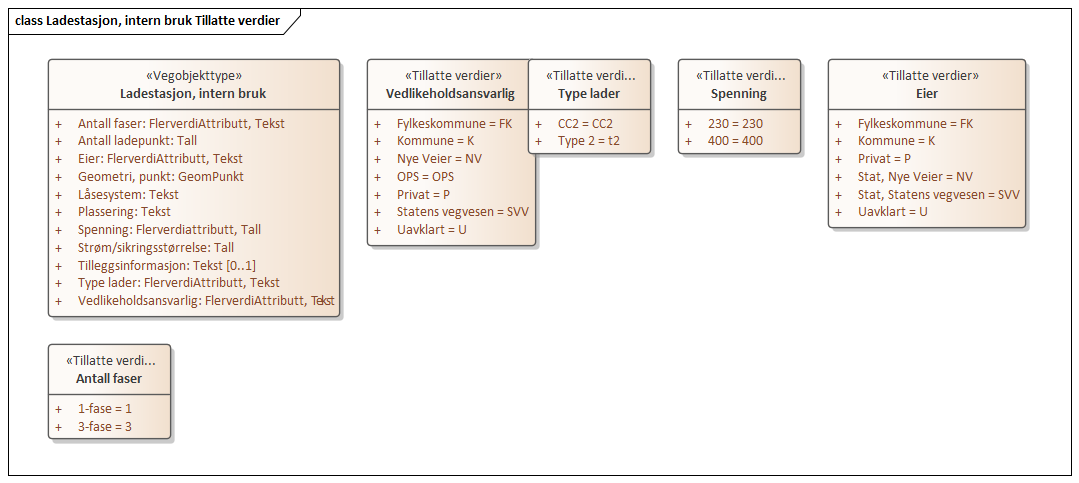 class Ladestasjon, intern bruk Tillatte verdier
«Vegobjekttype»
Ladestasjon, intern bruk
+ Antall faser: FlerverdiAttributt, Tekst
+ Antall ladepunkt: Tall
+ Eier: FlerverdiAttributt, Tekst
+ Geometri, punkt: GeomPunkt
+ Låsesystem: Tekst
+ Plassering: Tekst
+ Spenning: Flerverdiattributt, Tall
+ Strøm/sikringsstørrelse: Tall
+ Tilleggsinformasjon: Tekst [0..1]
+ Type lader: FlerverdiAttributt, Tekst
+ Vedlikeholdsansvarlig: FlerverdiAttributt, Tekst
«Tillatte verdier»
Vedlikeholdsansvarlig
+ Fylkeskommune = FK
+ Kommune = K
+ Nye Veier = NV
+ OPS = OPS
+ Privat = P
+ Statens vegvesen = SVV
+ Uavklart = U
«Tillatte verdi...
Type lader
+ CC2 = CC2
+ Type 2 = t2
«Tillatte verdi...
Spenning
+ 230 = 230
+ 400 = 400
«Tillatte verdier»
Eier
+ Fylkeskommune = FK
+ Kommune = K
+ Privat = P
+ Stat, Nye Veier = NV
+ Stat, Statens vegvesen = SVV
+ Uavklart = U
«Tillatte verdi...
Antall faser
+ 1-fase = 1
+ 3-fase = 3